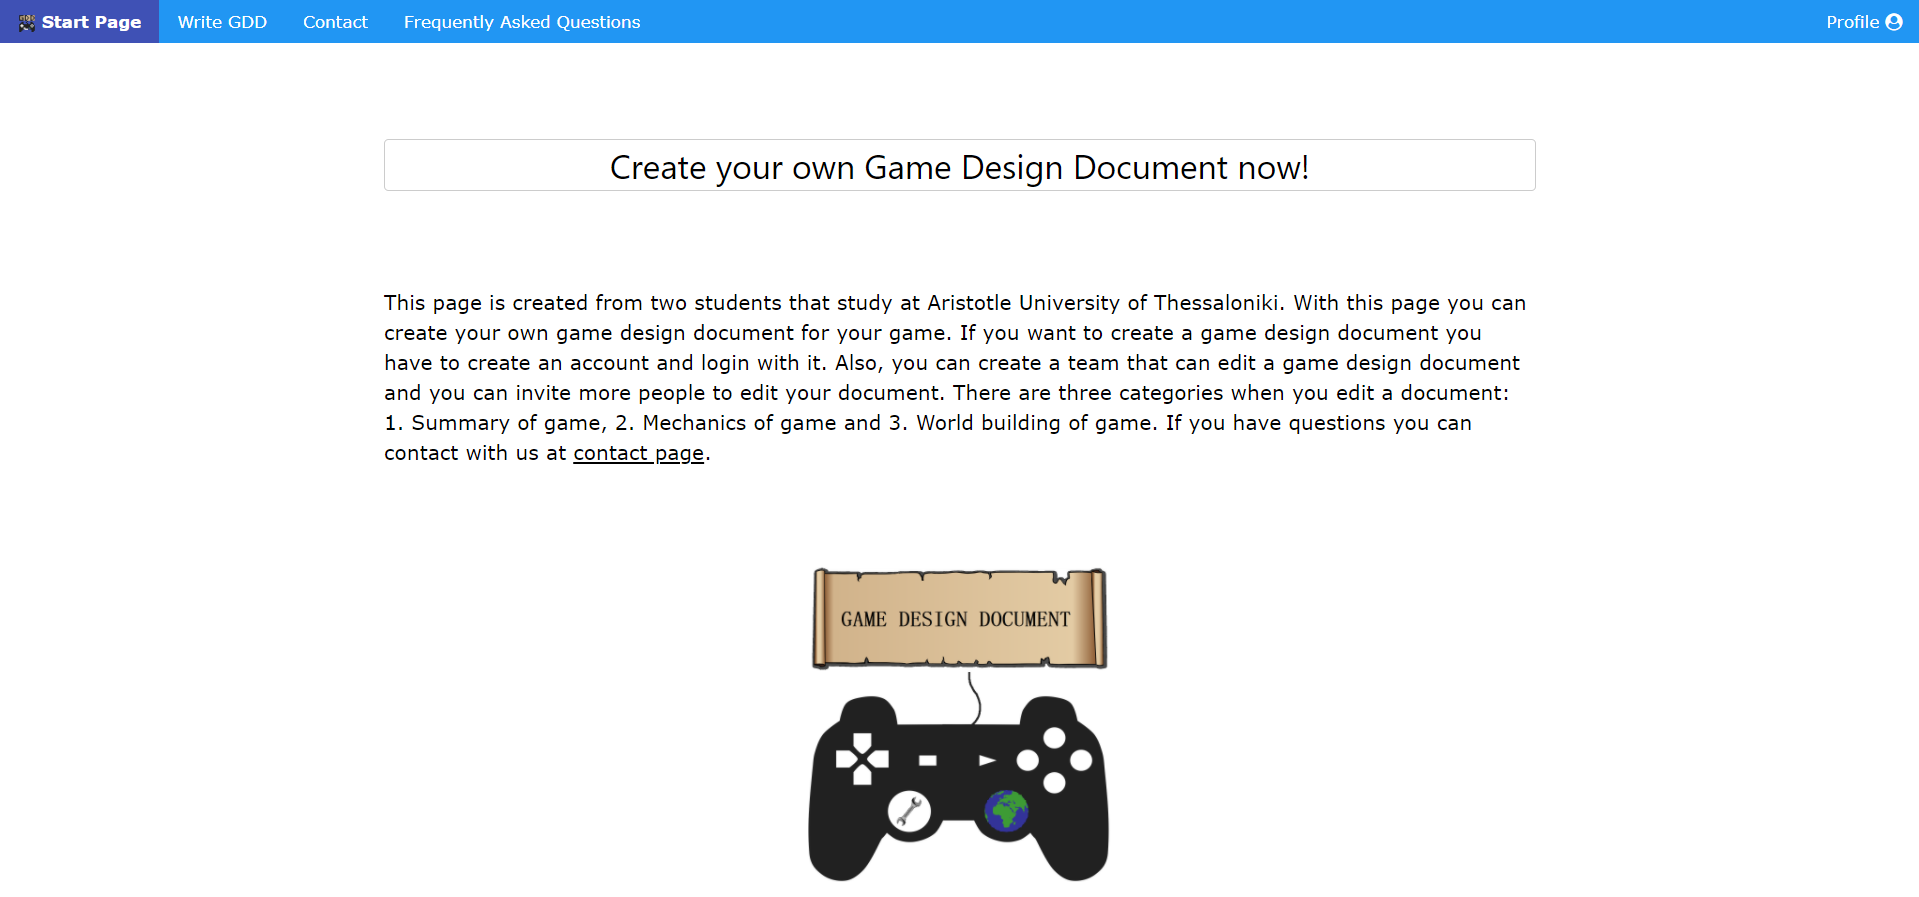 Start Page
Write GDD
Contact
Frequently Asked Questions
Profile
Create your own Game Design Document now!
This page is created from two students that study at Aristotle University of Thessaloniki. With this page you can
create your own game design document for your game. If you want to create a game design document you
have to create an account and login with it. Also, you can create a team that can edit a game design document
and you can invite more people to edit your document. There are three categories when you edit a document:
1. Summary of game, 2. Mechanics of game and 3. World building of game. If you have questions you can
contact with us at contact page.
GAME DESIGN DOCUMENT